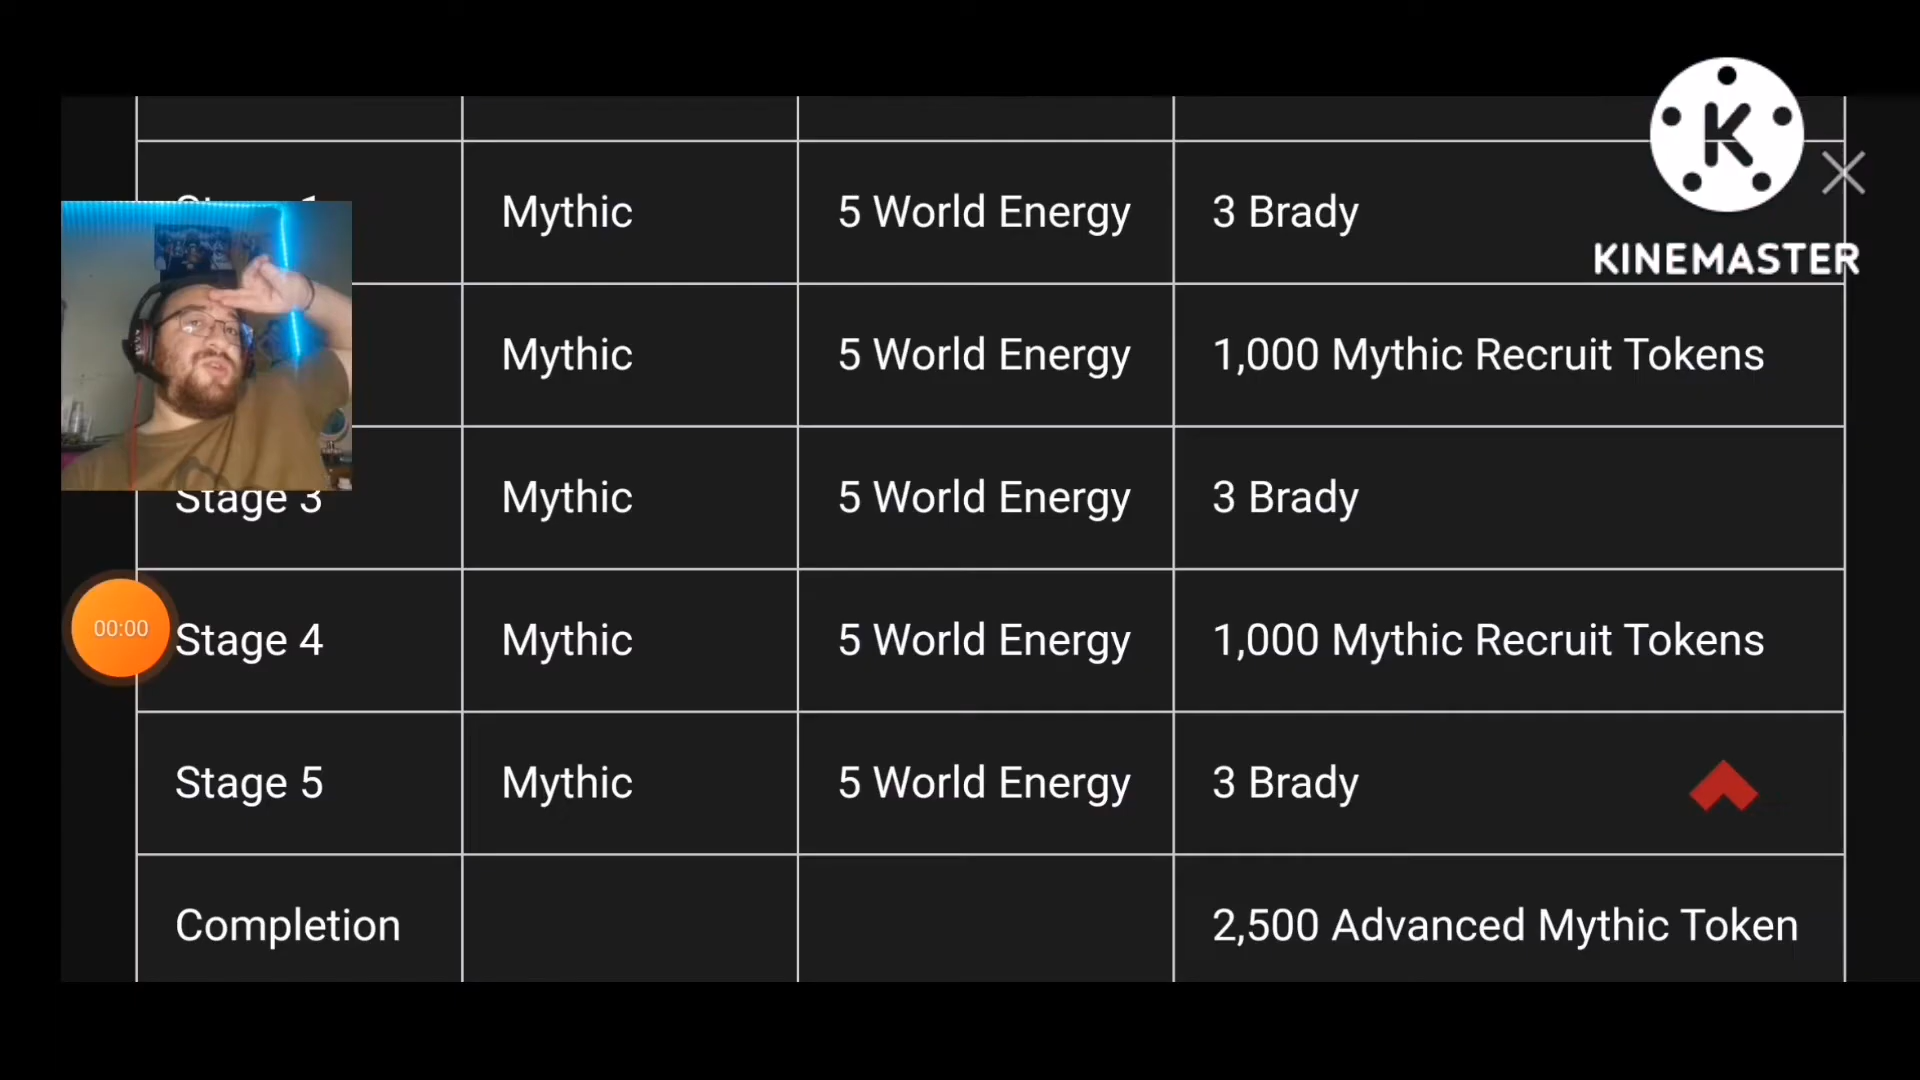 K
KINEMASTER
Mythic 5 World Energy 3 Brady
Mythic 5 World Energy 1,000 Mythic Recruit Tokens
Stage 3 Mythic 5 World Energy 3 Brady
00:00
Stage 4 Mythic 5 World Energy 1,000 Mythic Recruit Tokens
Stage 5 Mythic 5 World Energy 3 Brady
Completion 2,500 Advanced Mythic Token